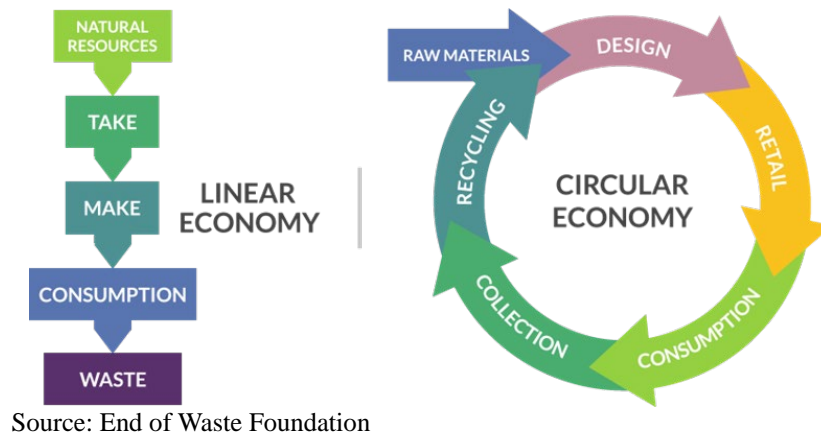 NATURAL
RESOURCES
TAKE
MAKE
CONSUMPTION
WASTE
LINEAR
ECONOMY
RAW MATERIALS
DESIGN
RETAIL
CONSUMPTION
COLLECTION
RECYCLING
CIRCULAR
ECONOMY
Source: End of Waste Foundation